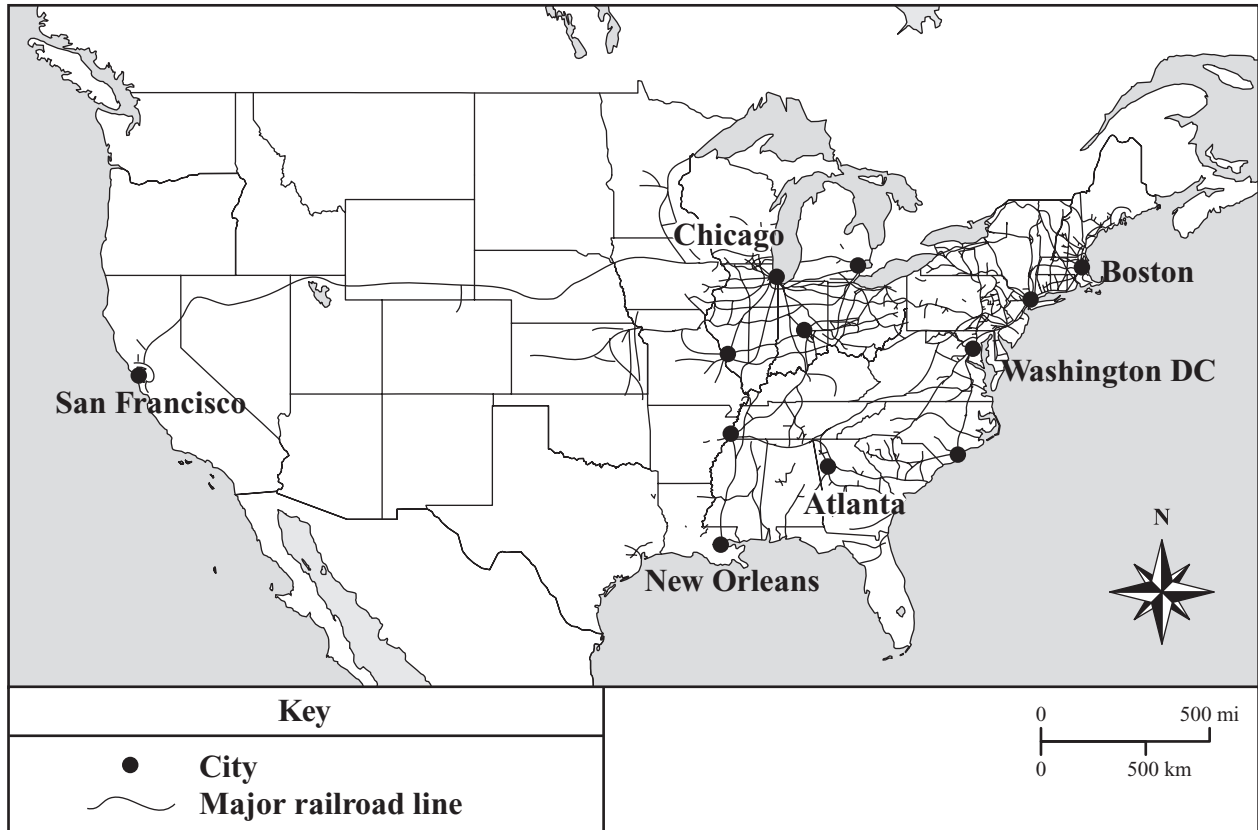 Chicago
Boston
Washington DC
San Francisco
Atlanta
New Orleans
N
Key
City
Major railroad line
0 500 mi
0 500 km